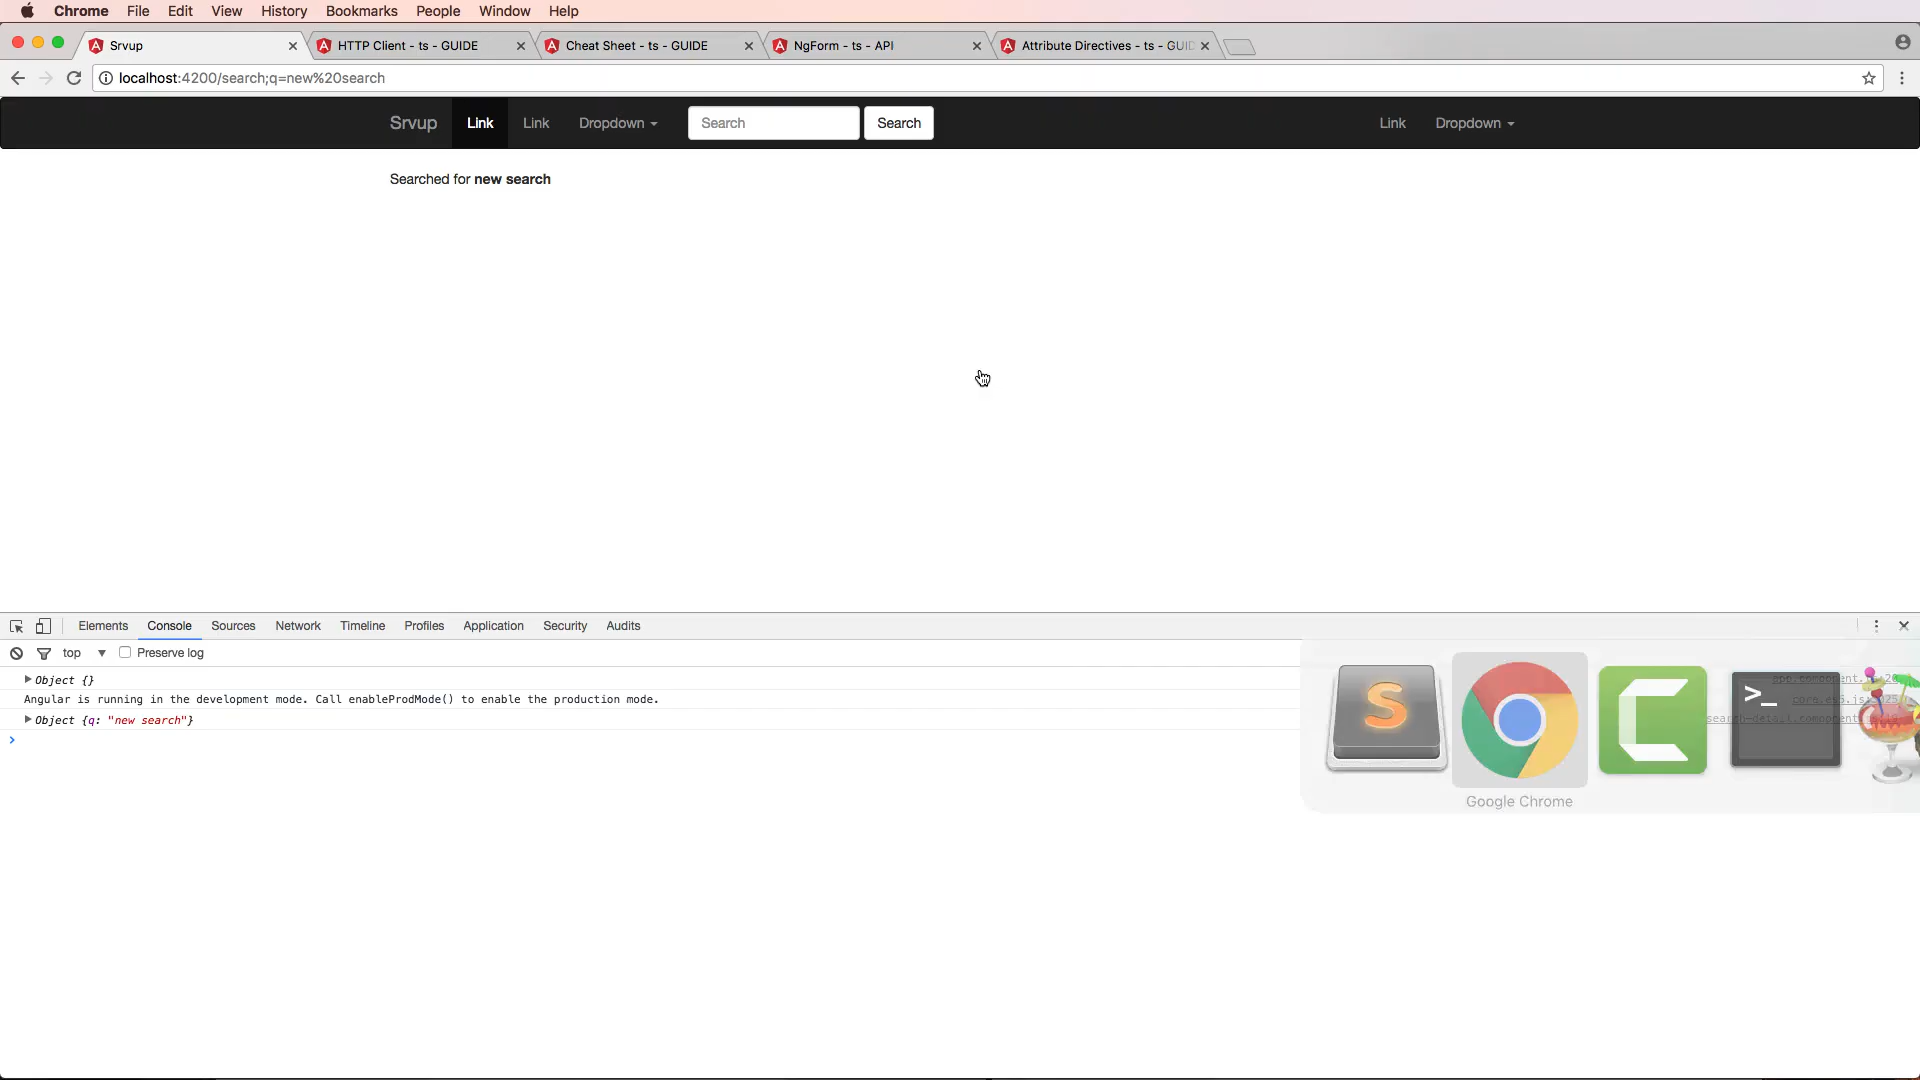 Chrome File Edit View History Bookmarks People Window Help
Srvup HTTP Client - ts - GUIDE Cheat Sheet - ts - GUIDE NgForm - ts - API Attribute Directives - ts - GUID
localhost:4200/search;q=new%20search
Srvup Link Link Dropdown Search Search Link Dropdown
Searched for new search
Elements Console Sources Network Timeline Profiles Application Security Audits
top Preserve log
Object {}
Angular is running in the development mode. Call enableProdMode() to enable the production mode.
Object {q: "new search"}
Google Chrome